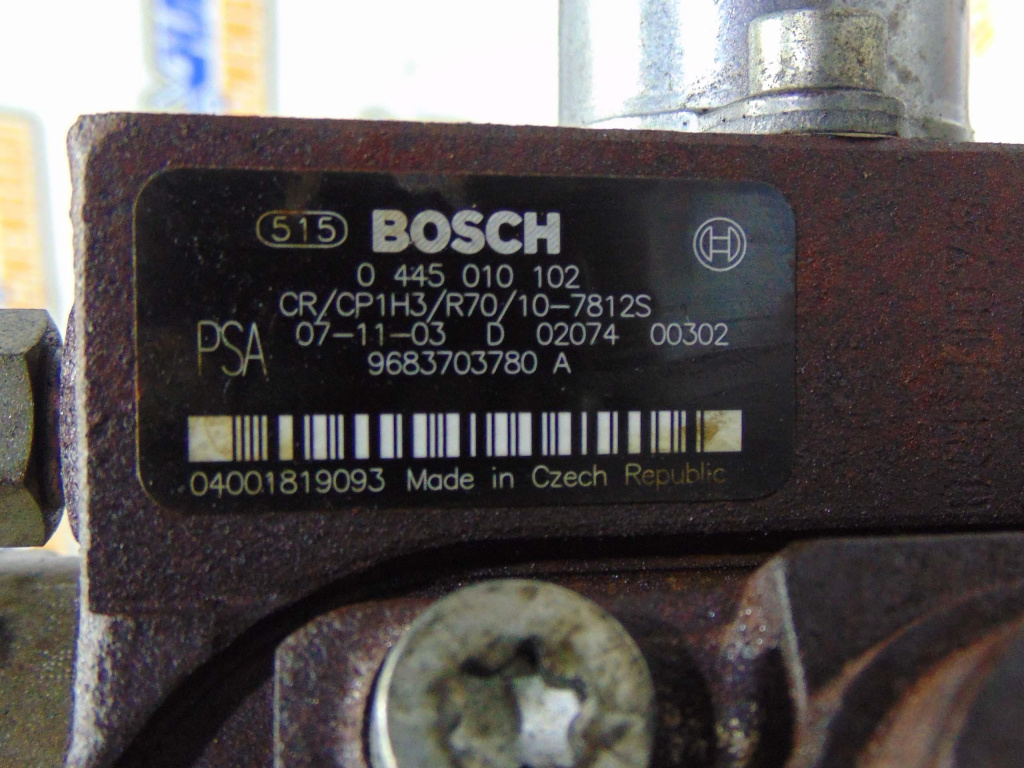 515 BOSCH
0 445 010 102
CR/CP1H3/R70/10-7812S
PSA 07-11-03 D 02074 00302
9683703780 A
04001819093 Made in Czech Republic